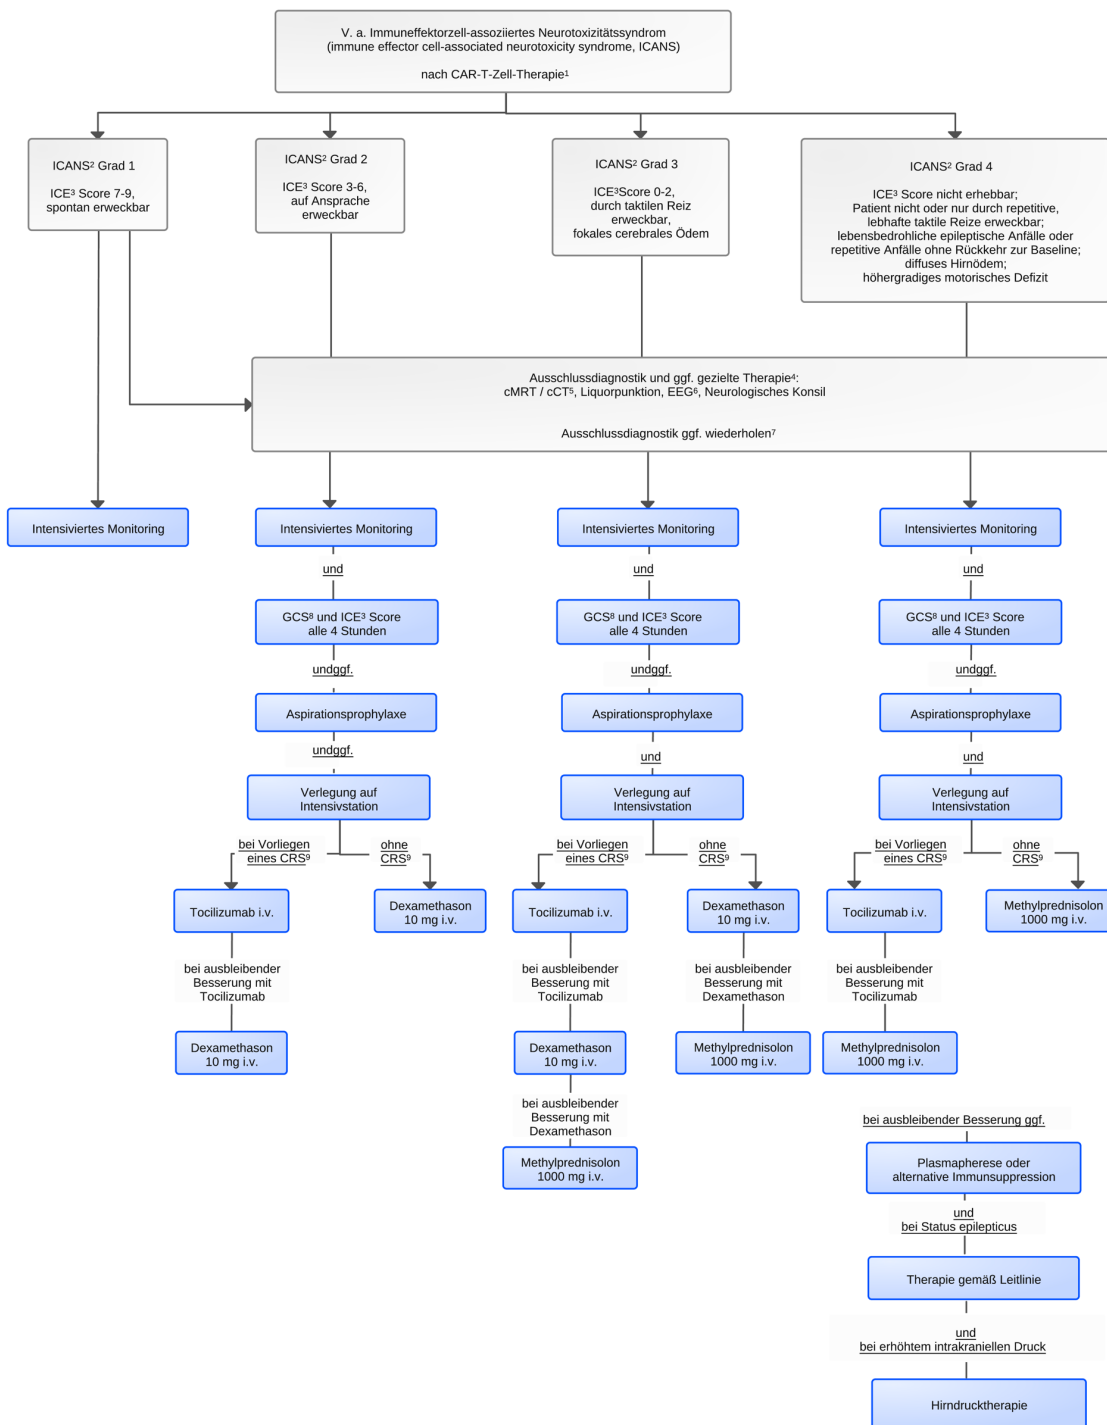 V. a. Immuneffektorzell-assoziiertes Neurotoxizitätssyndrom
(immune effector cell-associated neurotoxicity syndrome, ICANS)
nach CAR-T-Zell-Therapie¹
ICANS² Grad 1
ICE³ Score 7-9,
spontan erweckbar
ICANS² Grad 2
ICE³ Score 3-6,
auf Ansprache
erweckbar
ICANS² Grad 3
ICE³Score 0-2,
durch taktilen Reiz
erweckbar,
fokales cerebrales Ödem
ICANS² Grad 4
ICE³ Score nicht erhebbar;
Patient nicht oder nur durch repetitive,
lebhafte taktile Reize erweckbar;
lebensbedrohliche epileptische Anfälle oder
repetitive Anfälle ohne Rückkehr zur Baseline;
diffuses Hirnödem;
höhergradiges motorisches Defizit
Ausschlussdiagnostik und ggf. gezielte Therapie⁴:
cMRT / cCT⁵, Liquorpunktion, EEG⁶, Neurologisches Konsil
Ausschlussdiagnostik ggf. wiederholen⁷
Intensiviertes Monitoring
Intensiviertes Monitoring
Intensiviertes Monitoring
Intensiviertes Monitoring
und
und
und
GCS⁸ und ICE³ Score
alle 4 Stunden
GCS⁸ und ICE³ Score
alle 4 Stunden
GCS⁸ und ICE³ Score
alle 4 Stunden
undggf.
undggf.
undggf.
Aspirationsprophylaxe
Aspirationsprophylaxe
Aspirationsprophylaxe
undggf.
und
und
Verlegung auf
Intensivstation
Verlegung auf
Intensivstation
Verlegung auf
Intensivstation
bei Vorliegen
eines CRS⁹
ohne
CRS⁹
bei Vorliegen
eines CRS⁹
ohne
CRS⁹
bei Vorliegen
eines CRS⁹
ohne
CRS⁹
Tocilizumab i.v.
Dexamethason
10 mg i.v.
Tocilizumab i.v.
Dexamethason
10 mg i.v.
Tocilizumab i.v.
Methylprednisolon
1000 mg i.v.
bei ausbleibender
Besserung mit
Tocilizumab
bei ausbleibender
Besserung mit
Tocilizumab
bei ausbleibender
Besserung mit
Dexamethason
bei ausbleibender
Besserung mit
Tocilizumab
Dexamethason
10 mg i.v.
Dexamethason
10 mg i.v.
Methylprednisolon
1000 mg i.v.
Methylprednisolon
1000 mg i.v.
bei ausbleibender
Besserung mit
Dexamethason
Methylprednisolon
1000 mg i.v.
bei ausbleibender Besserung ggf.
Plasmapherese oder
alternative Immunsuppression
und
bei Status epilepticus
Therapie gemäß Leitlinie
und
bei erhöhtem intrakraniellen Druck
Hirndrucktherapie